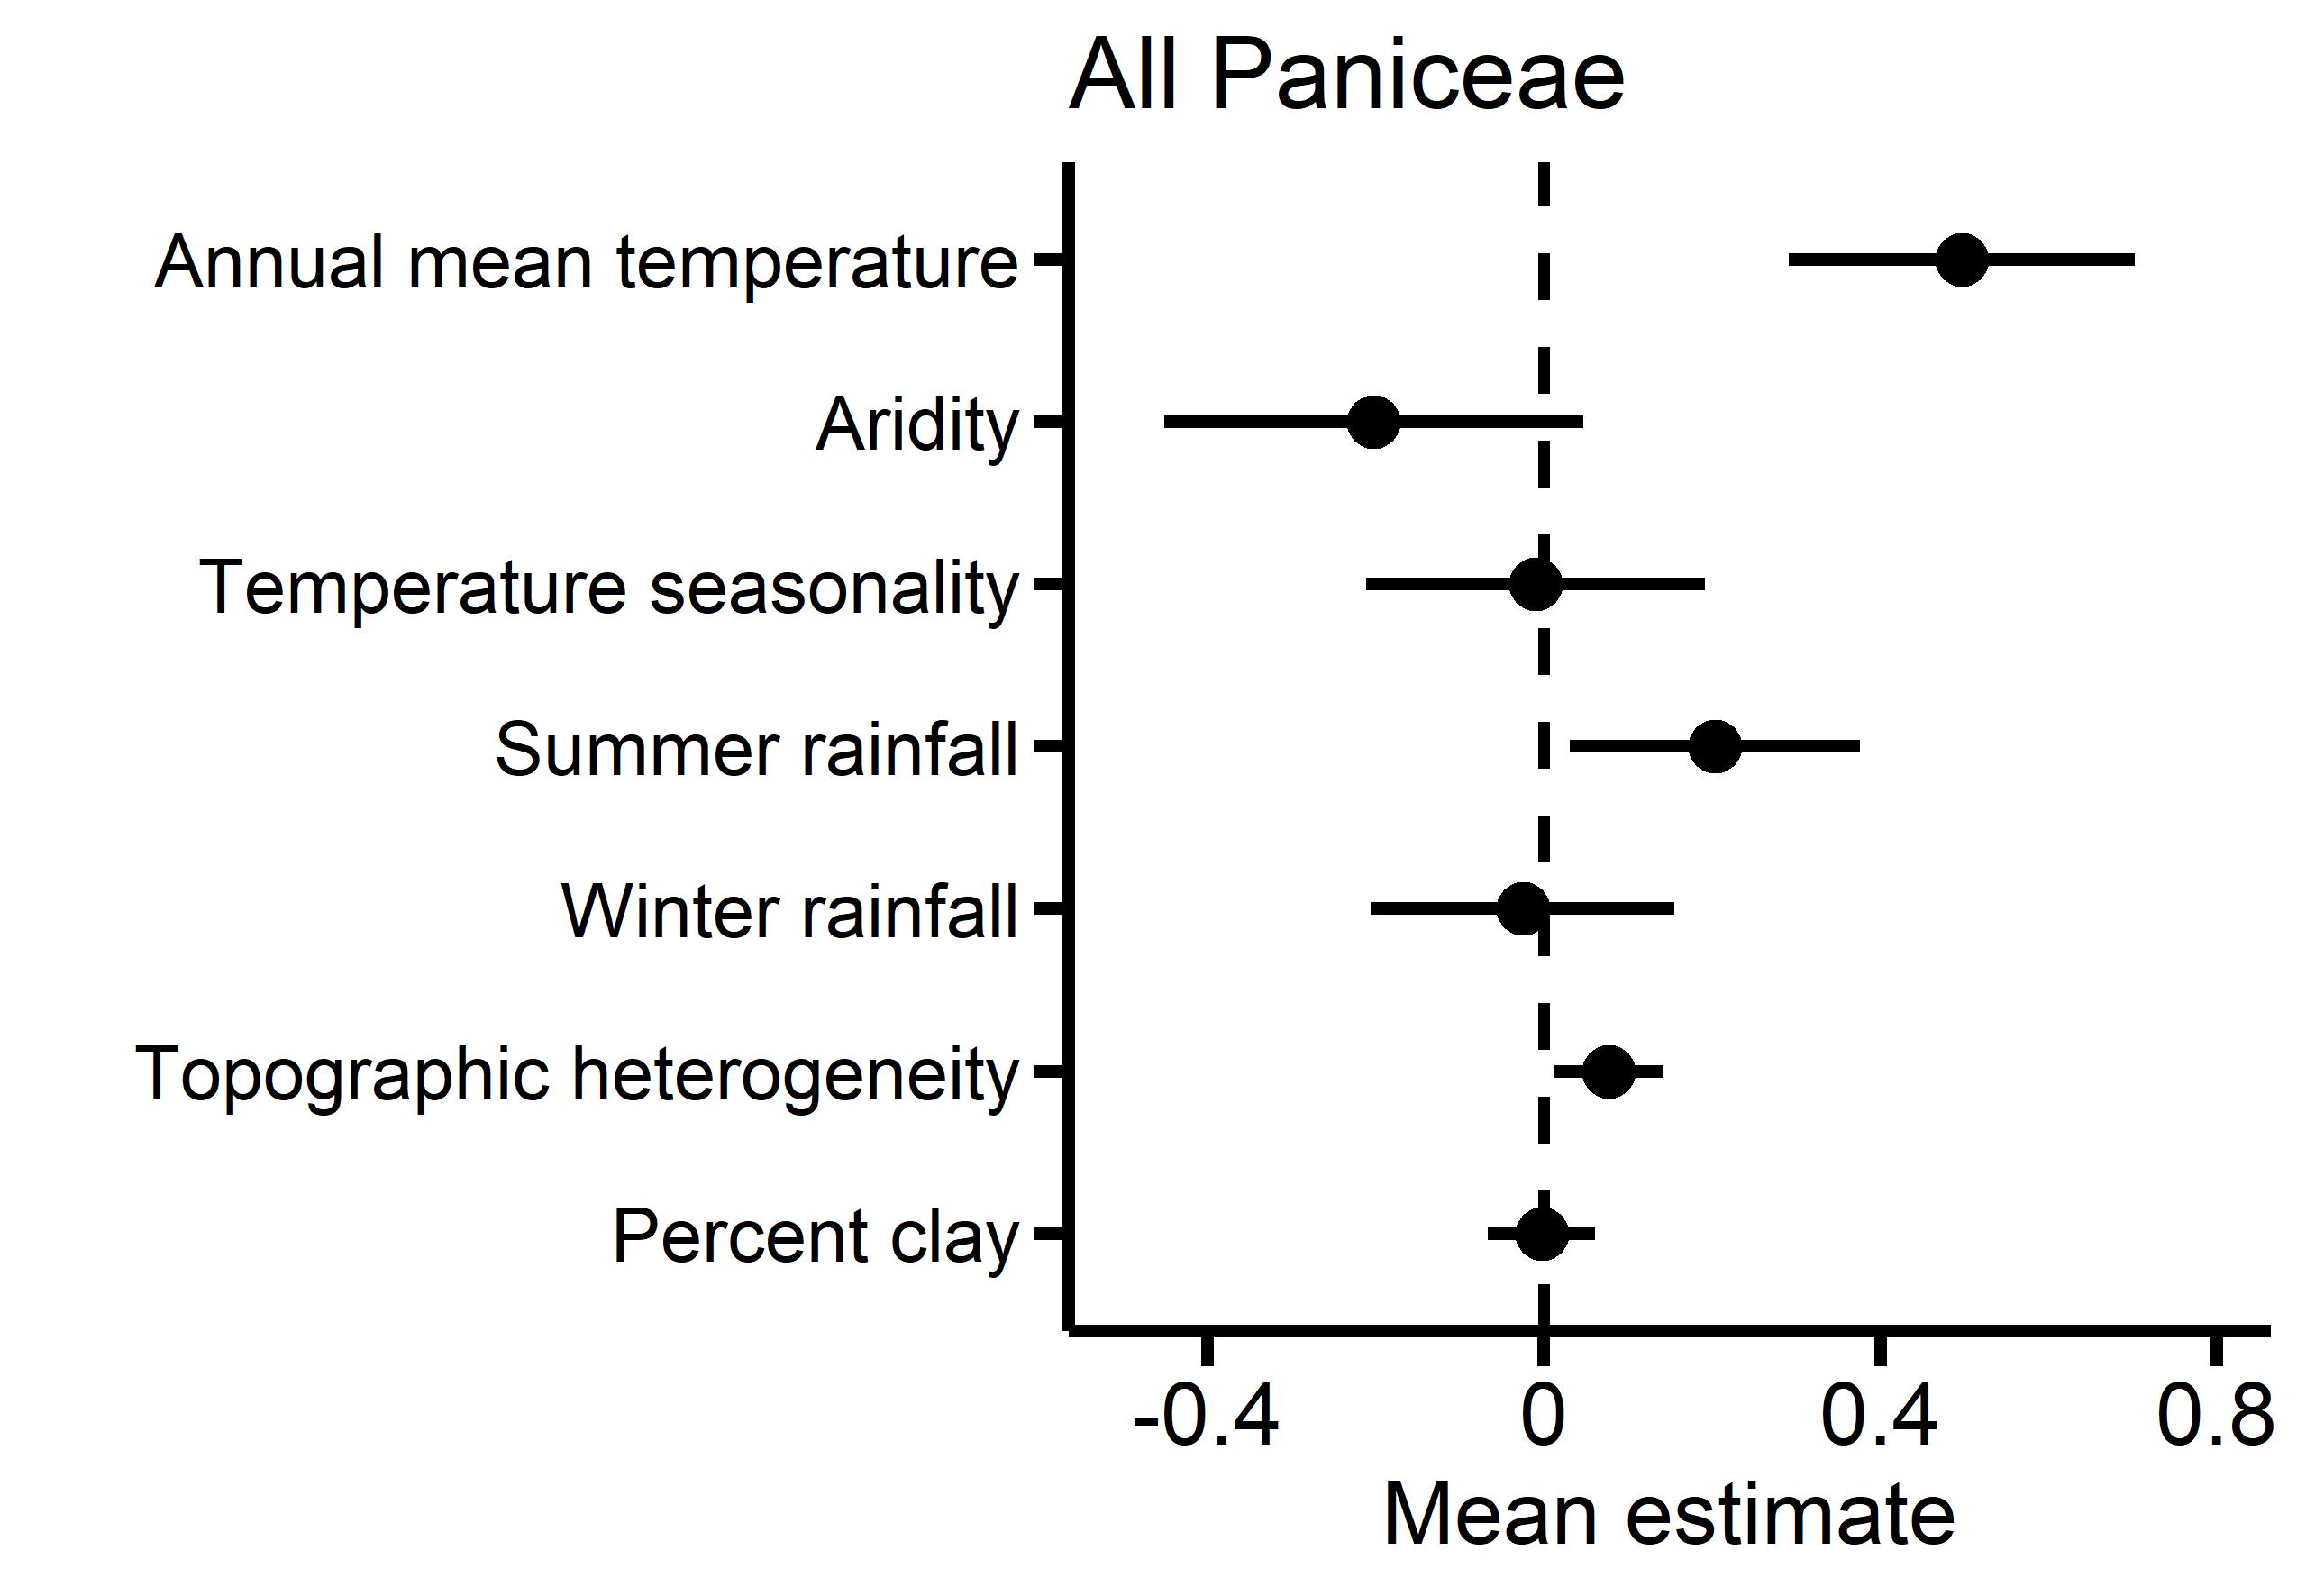 All Paniceae
Annual mean temperature
Aridity
Temperature seasonality
Summer rainfall
Winter rainfall
Topographic heterogeneity
Percent clay
-0.4 0 0.4 0.8
Mean estimate